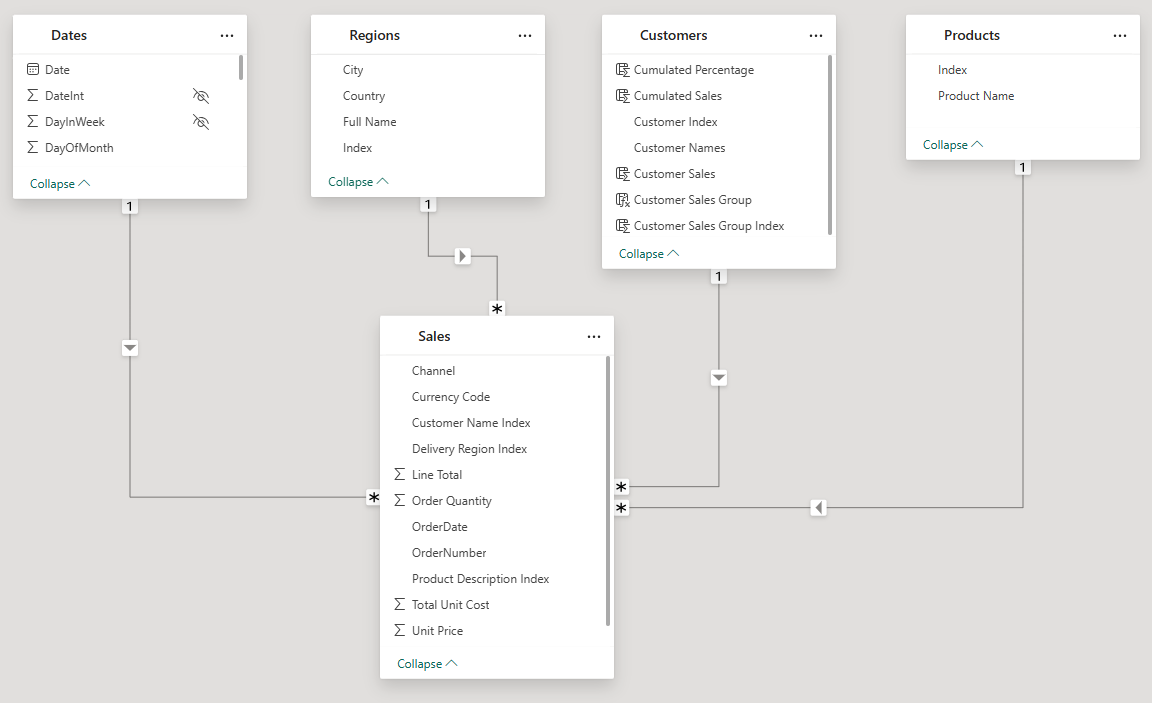 Dates
Date
DateInt
DayInWeek
DayOfMonth
Collapse
1
Regions
City
Country
Full Name
Index
Collapse
1
Customers
Cumulated Percentage
Cumulated Sales
Customer Index
Customer Names
Customer Sales
Customer Sales Group
Customer Sales Group Index
Collapse
1
Products
Index
Product Name
Collapse
1
*
Sales
Channel
Currency Code
Customer Name Index
Delivery Region Index
Line Total
Order Quantity
OrderDate
OrderNumber
Product Description Index
Total Unit Cost
Unit Price
Collapse
*
*
*